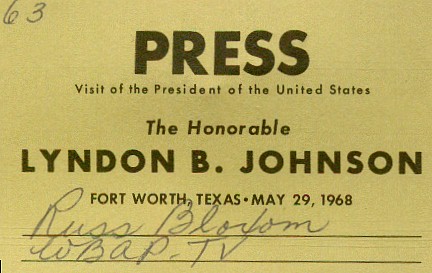 63
PRESS
Visit of the President of the United States
The Honorable
LYNDON B. JOHNSON
FORT WORTH, TEXAS • MAY 29, 1968
Russ Bloxom
WBAP-TV